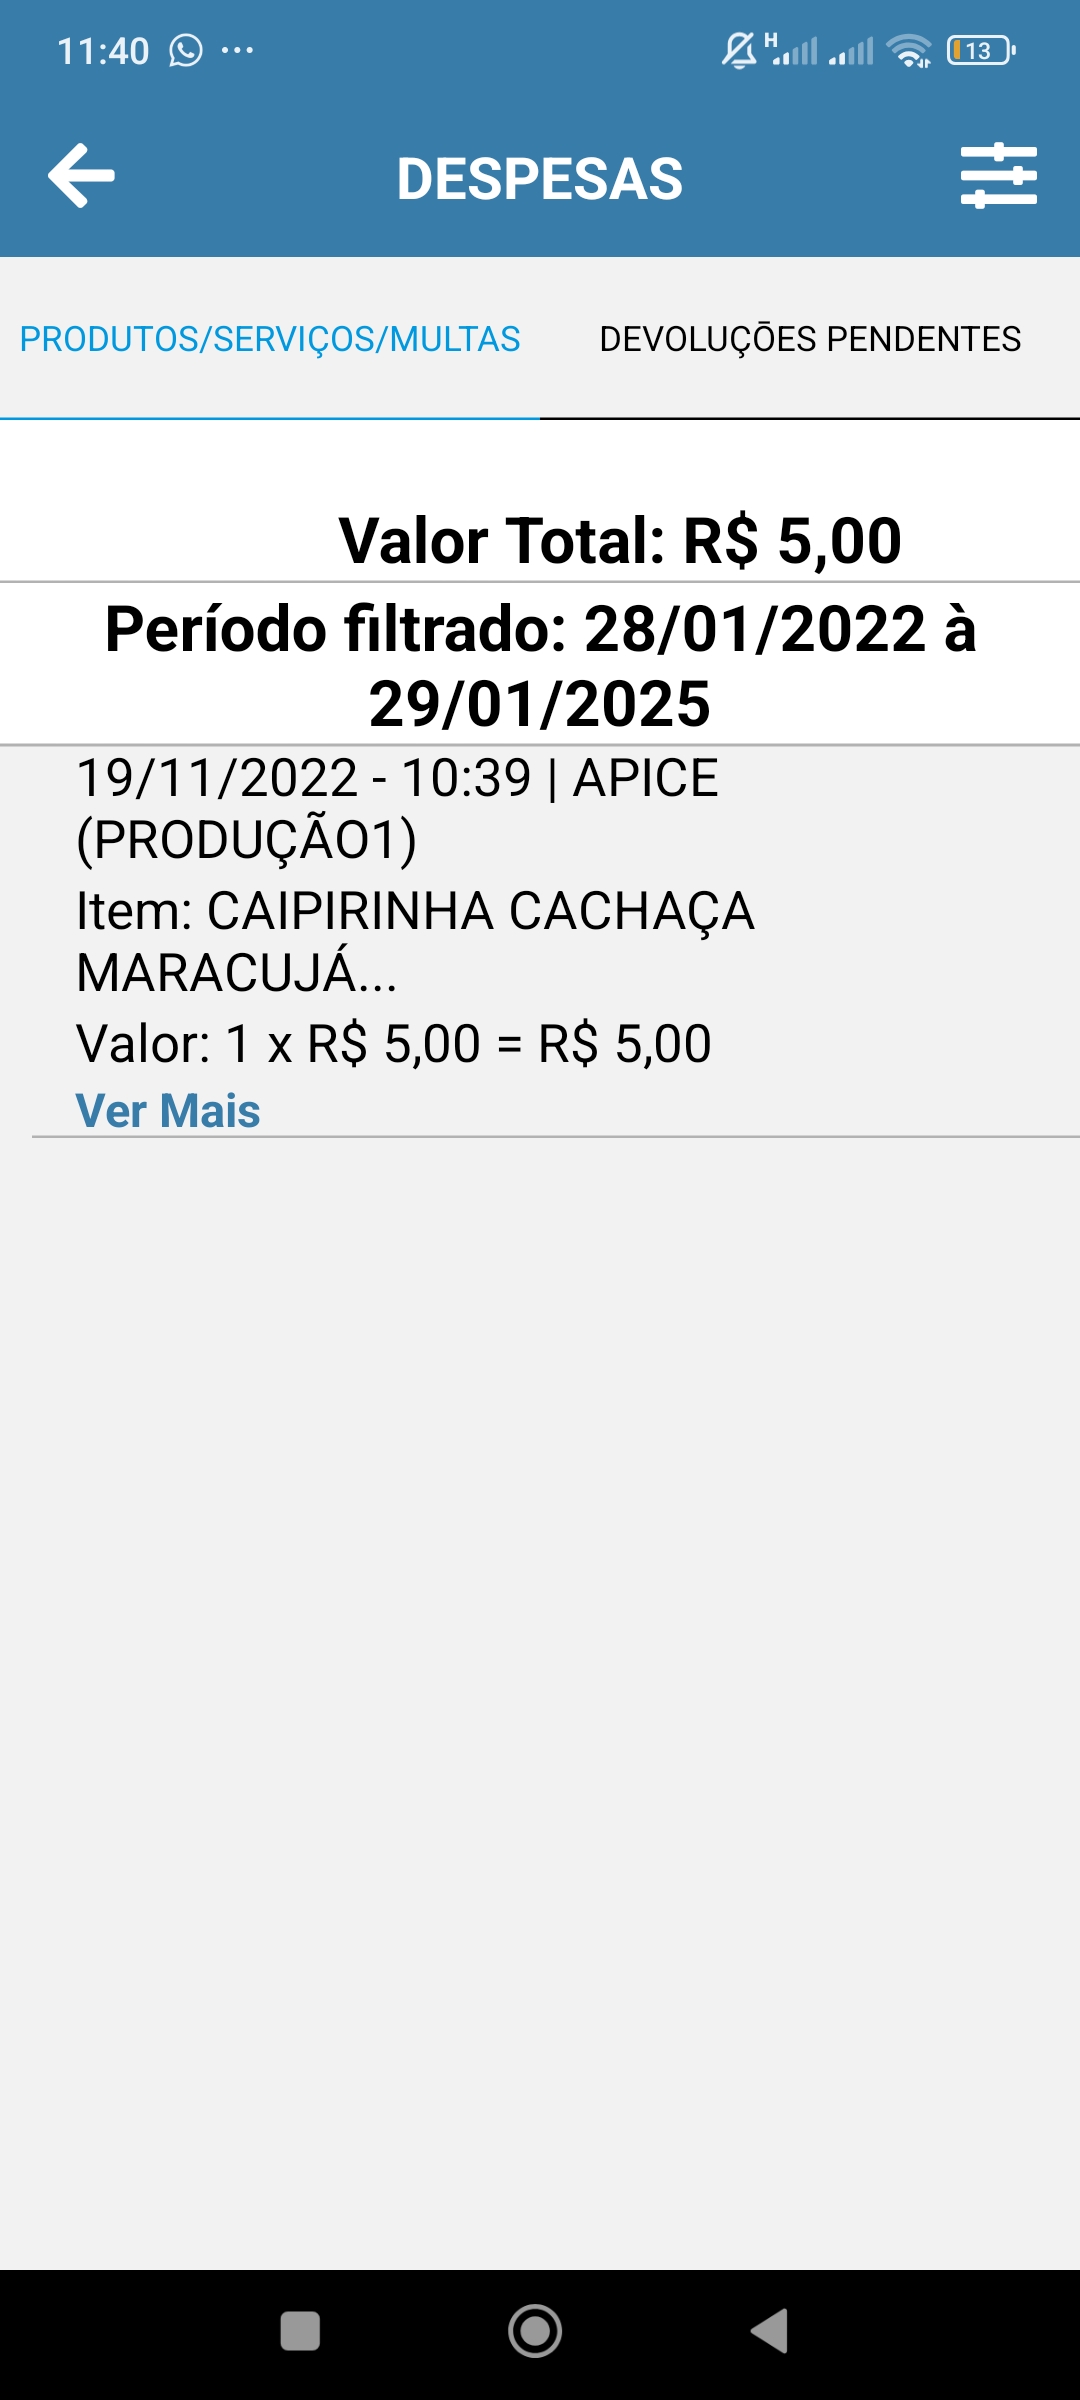 11:40
H
13
DESPESAS
PRODUTOS/SERVIÇOS/MULTAS
DEVOLUÇÕES PENDENTES
Valor Total: R$ 5,00
Período filtrado: 28/01/2022 à
29/01/2025
19/11/2022 - 10:39 | APICE
(PRODUÇÃO1)
Item: CAIPIRINHA CACHAÇA
MARACUJÁ...
Valor: 1 x R$ 5,00 = R$ 5,00
Ver Mais